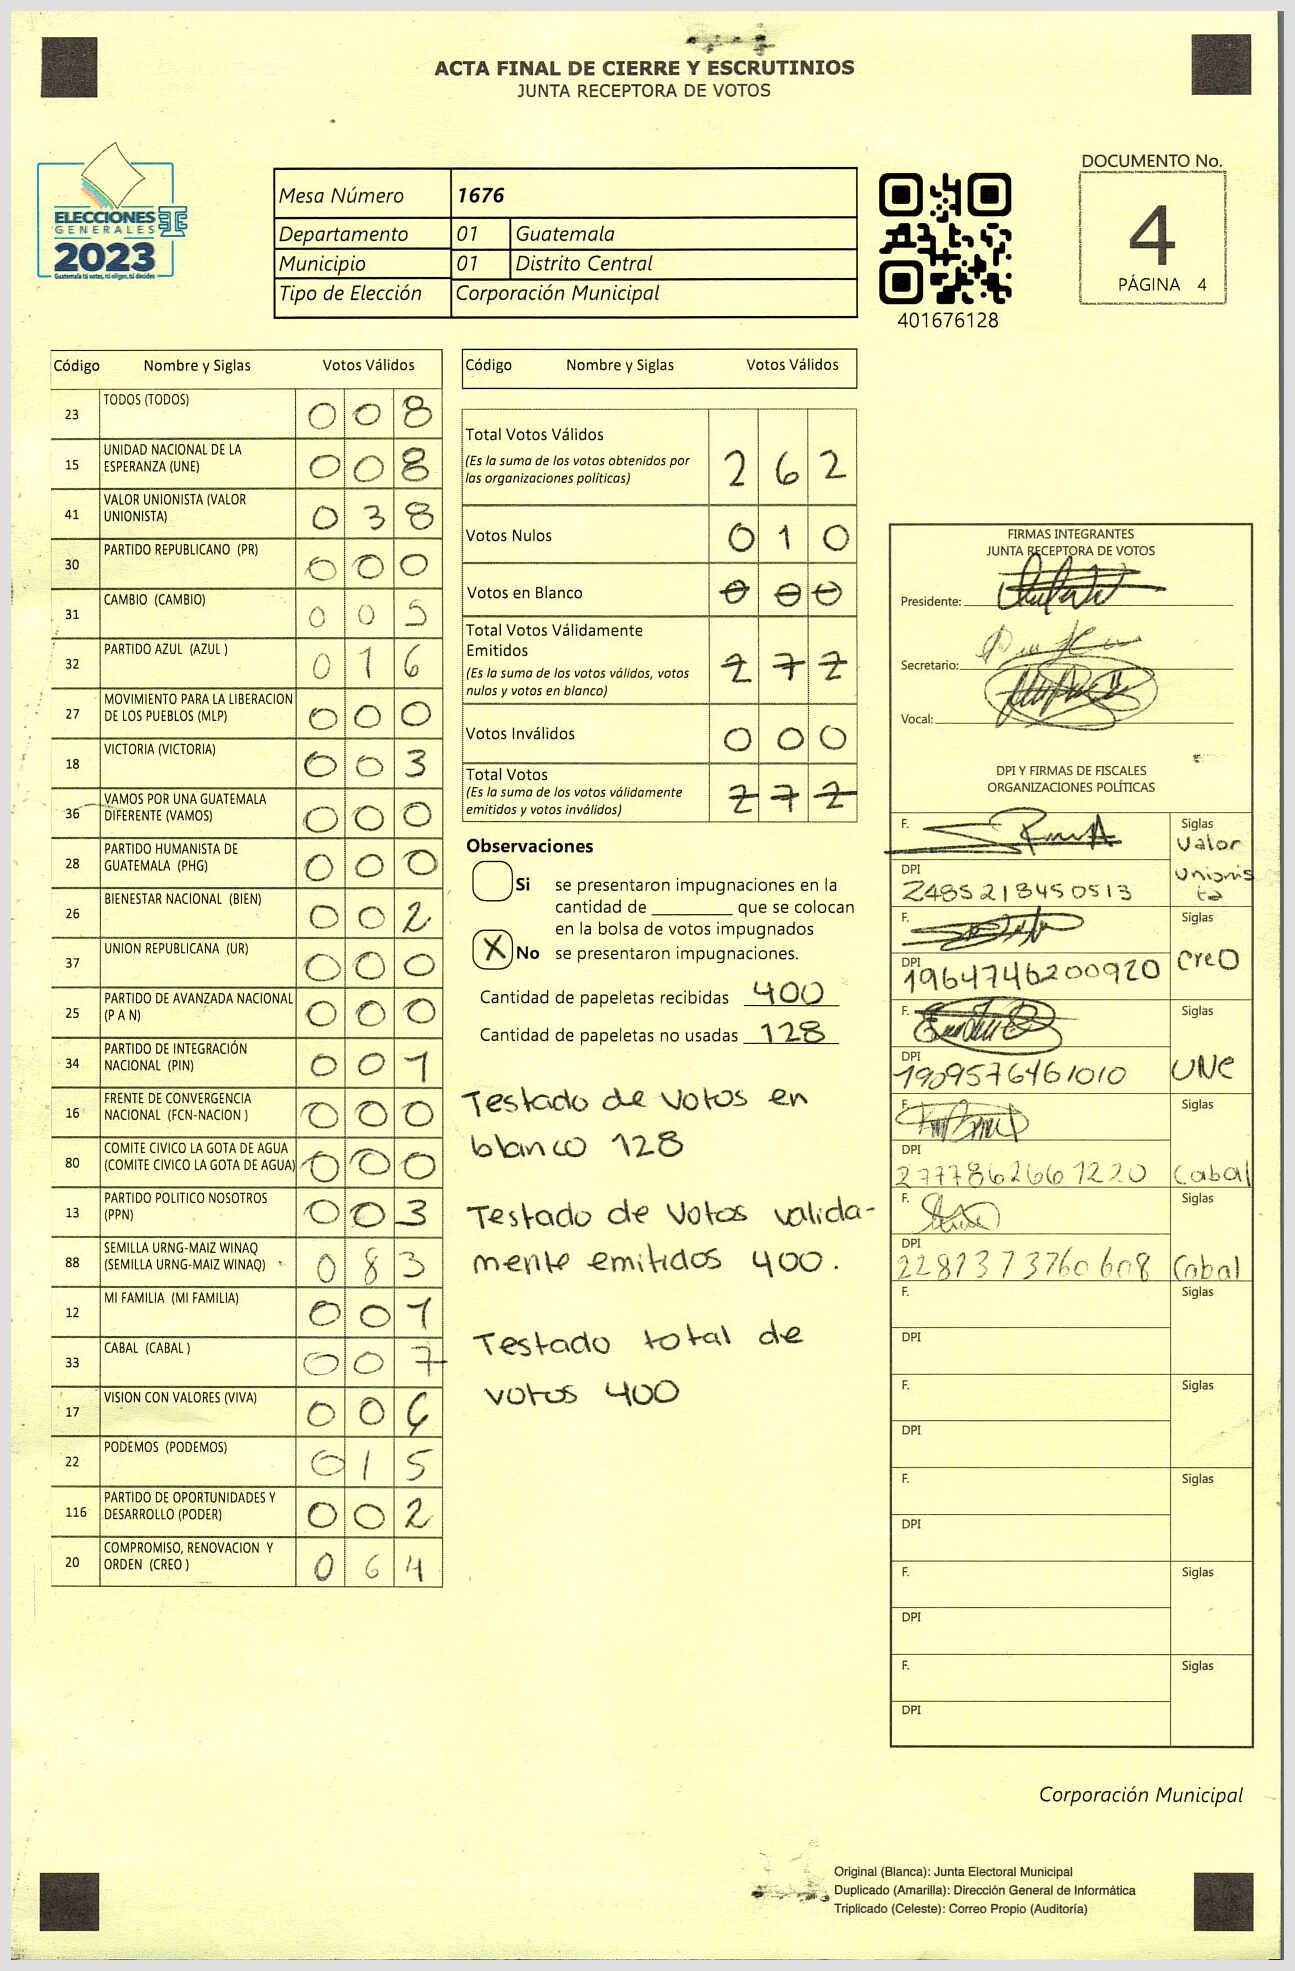 ACTA FINAL DE CIERRE Y ESCRUTINIOS
JUNTA RECEPTORA DE VOTOS
ELECCIONES
GENERALES
2023
Guatemala tú votas, tú eliges, tú decides
Mesa Número 1676
Departamento 01 Guatemala
Municipio 01 Distrito Central
Tipo de Elección Corporación Municipal
401676128
DOCUMENTO No.
4
PÁGINA 4
Código Nombre y Siglas Votos Válidos
23 TODOS (TODOS) 0 0 8
15 UNIDAD NACIONAL DE LA
ESPERANZA (UNE) 0 0 8
41 VALOR UNIONISTA (VALOR
UNIONISTA) 0 3 8
30 PARTIDO REPUBLICANO (PR) 0 0 0
31 CAMBIO (CAMBIO) 0 0 5
32 PARTIDO AZUL (AZUL ) 0 1 6
27 MOVIMIENTO PARA LA LIBERACION
DE LOS PUEBLOS (MLP) 0 0 0
18 VICTORIA (VICTORIA) 0 0 3
36 VAMOS POR UNA GUATEMALA
DIFERENTE (VAMOS) 0 0 0
28 PARTIDO HUMANISTA DE
GUATEMALA (PHG) 0 0 0
26 BIENESTAR NACIONAL (BIEN) 0 0 2
37 UNION REPUBLICANA (UR) 0 0 0
25 PARTIDO DE AVANZADA NACIONAL
(P A N) 0 0 0
34 PARTIDO DE INTEGRACIÓN
NACIONAL (PIN) 0 0 1
16 FRENTE DE CONVERGENCIA
NACIONAL (FCN-NACION ) 0 0 0
80 COMITE CIVICO LA GOTA DE AGUA
(COMITE CIVICO LA GOTA DE AGUA) 0 0 0
13 PARTIDO POLITICO NOSOTROS
(PPN) 0 0 3
88 SEMILLA URNG-MAIZ WINAQ
(SEMILLA URNG-MAIZ WINAQ) 0 8 3
12 MI FAMILIA (MI FAMILIA) 0 0 1
33 CABAL (CABAL ) 0 0 7
17 VISION CON VALORES (VIVA) 0 0 6
22 PODEMOS (PODEMOS) 0 1 5
116 PARTIDO DE OPORTUNIDADES Y
DESARROLLO (PODER) 0 0 2
20 COMPROMISO, RENOVACION Y
ORDEN (CREO ) 0 6 4
Código Nombre y Siglas Votos Válidos
Total Votos Válidos
(Es la suma de los votos obtenidos por
las organizaciones políticas) 2 6 2
Votos Nulos 0 1 0
Votos en Blanco 0 0 0
Total Votos Válidamente
Emitidos
(Es la suma de los votos válidos, votos
nulos y votos en blanco) 2 7 2
Votos Inválidos 0 0 0
Total Votos
(Es la suma de los votos válidamente
emitidos y votos inválidos) 2 7 2
Observaciones
Si se presentaron impugnaciones en la
cantidad de ________ que se colocan
en la bolsa de votos impugnados
X No se presentaron impugnaciones.
Cantidad de papeletas recibidas 400
Cantidad de papeletas no usadas 128
Testado de votos en
blanco 128
Testado de votos valida-
mente emitidos 400.
Testado total de
votos 400
FIRMAS INTEGRANTES
JUNTA RECEPTORA DE VOTOS
Presidente:
Secretario:
Vocal:
DPI Y FIRMAS DE FISCALES
ORGANIZACIONES POLÍTICAS
F. Siglas
Valor
Unionis
ta
DPI
2485218450513
F. Siglas
CreO
DPI
1964746200920
F. Siglas
UNE
DPI
1909576461010
F. Siglas
Cabal
DPI
2777862661220
F. Siglas
Cabal
DPI
2281373760608
F. Siglas
DPI
F. Siglas
DPI
F. Siglas
DPI
F. Siglas
DPI
F. Siglas
DPI
Corporación Municipal
Original (Blanca): Junta Electoral Municipal
Duplicado (Amarilla): Dirección General de Informática
Triplicado (Celeste): Correo Propio (Auditoría)